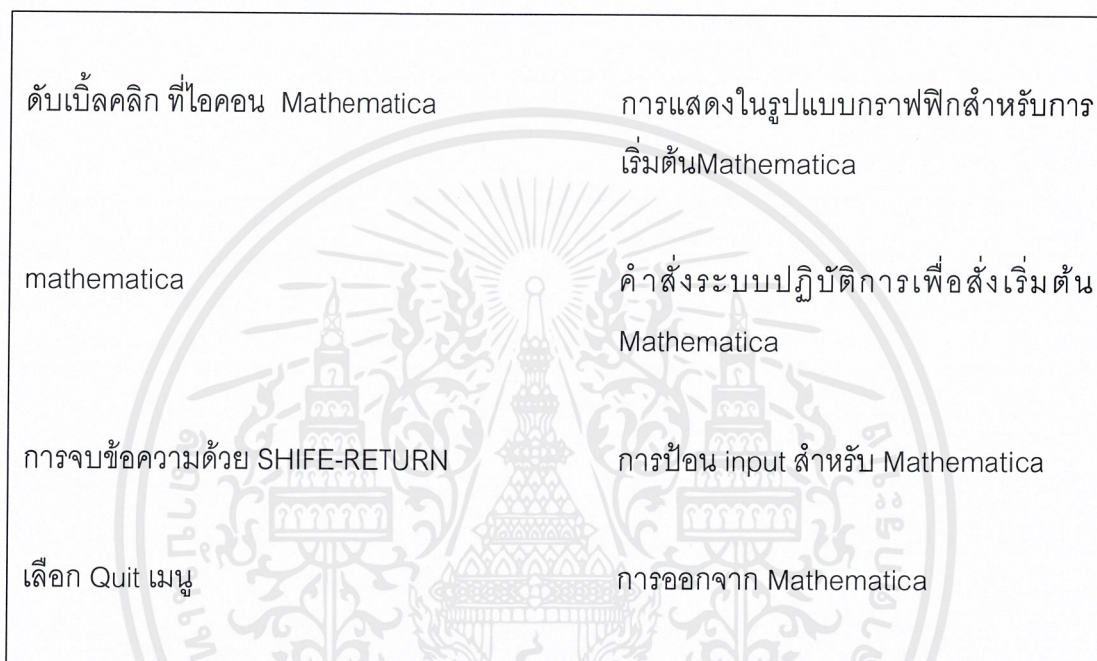 ดับเบิ้ลคลิก ที่ไอคอน Mathematica
การแสดงในรูปแบบกราฟฟิกสำหรับการ
เริ่มต้นMathematica
mathematica
คำสั่งระบบปฏิบัติการเพื่อสั่งเริ่มต้น
Mathematica
การจบข้อความด้วย SHIFE-RETURN
การป้อน input สำหรับ Mathematica
เลือก Quit เมนู
การออกจาก Mathematica